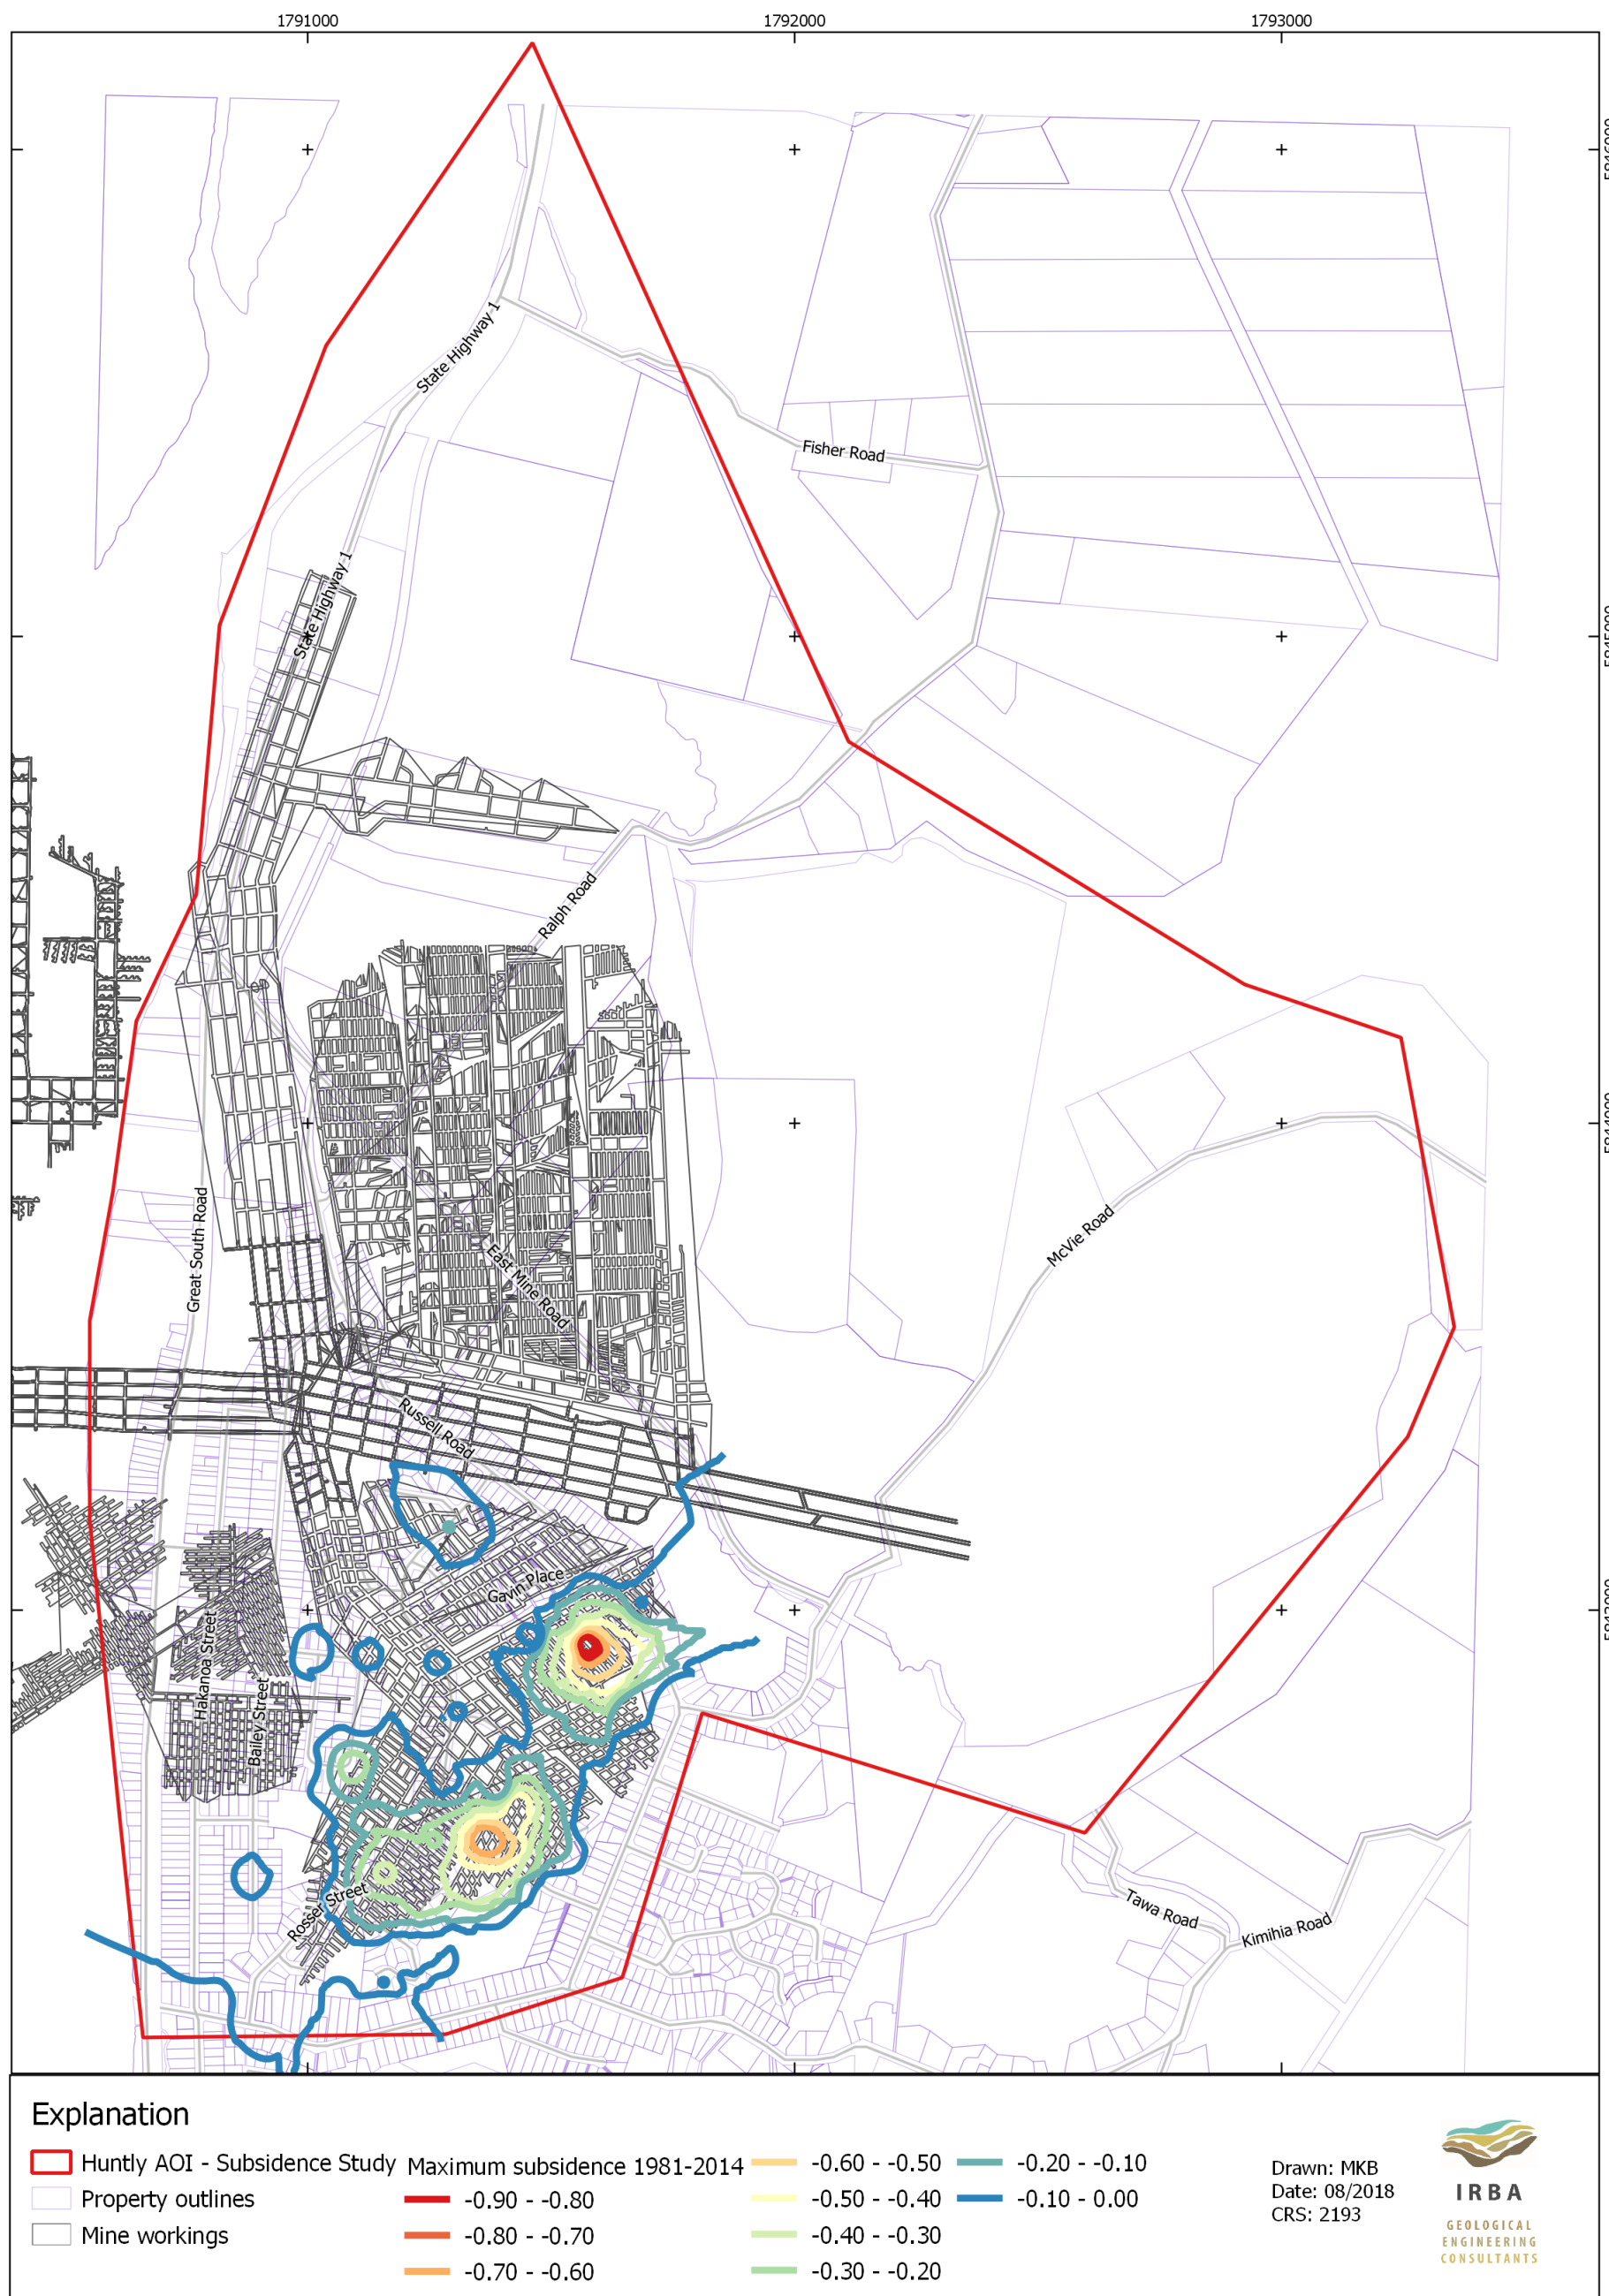 1791000
1792000
1793000
State Highway 1
Fisher Road
State Highway 1
5845000
Ralph Road
5844000
Great South Road
McVie Road
East Mine Road
Russell Road
Gavin Place
Hakanoa Street
Bailey Street
Rosser Street
Tawa Road
Kimihia Road
Explanation
Huntly AOI - Subsidence Study
Property outlines
Mine workings
Maximum subsidence 1981-2014
-0.90 - -0.80
-0.80 - -0.70
-0.70 - -0.60
-0.60 - -0.50
-0.50 - -0.40
-0.40 - -0.30
-0.30 - -0.20
-0.20 - -0.10
-0.10 - 0.00
Drawn: MKB
Date: 08/2018
CRS: 2193
IRBA
GEOLOGICAL
ENGINEERING
CONSULTANTS